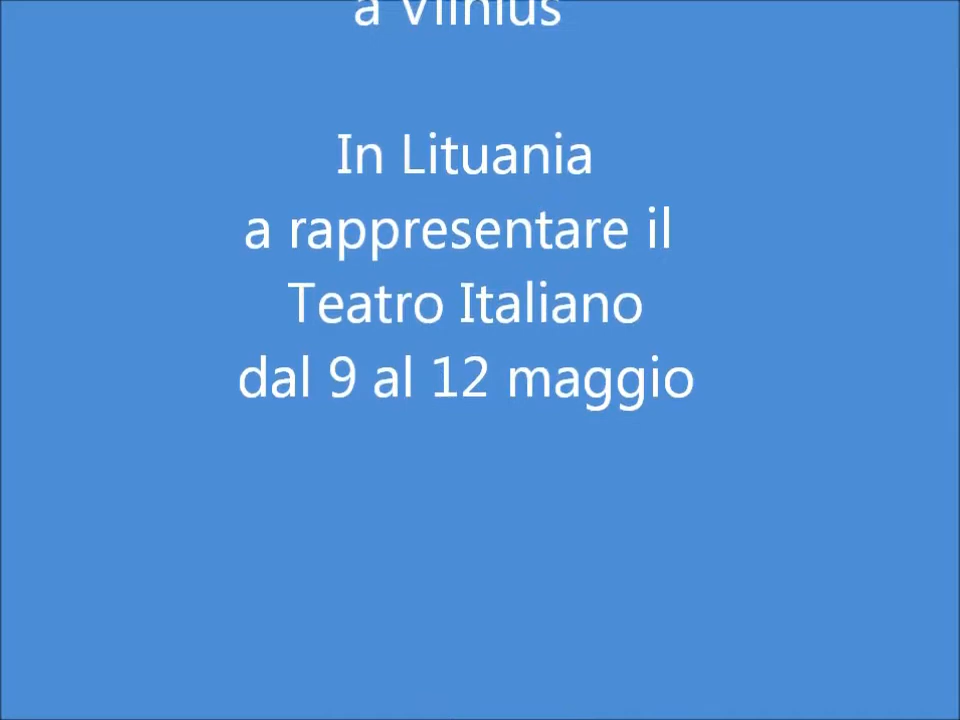 a Vilnius
In Lituania
a rappresentare il
Teatro Italiano
dal 9 al 12 maggio